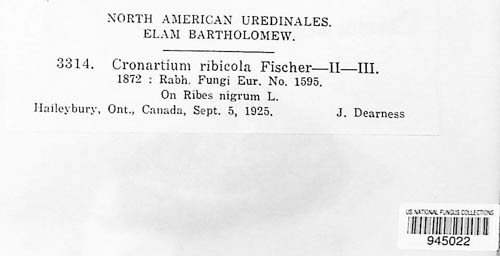 NORTH AMERICAN UREDINALES.
ELAM BARTHOLOMEW.
3314. Cronartium ribicola Fischer—II—III.
1872 : Rabh. Fungi Eur. No. 1595.
On Ribes nigrum L.
Haileybury, Ont., Canada, Sept. 5, 1925. J. Dearness
US NATIONAL FUNGUS COLLECTIONS
945022